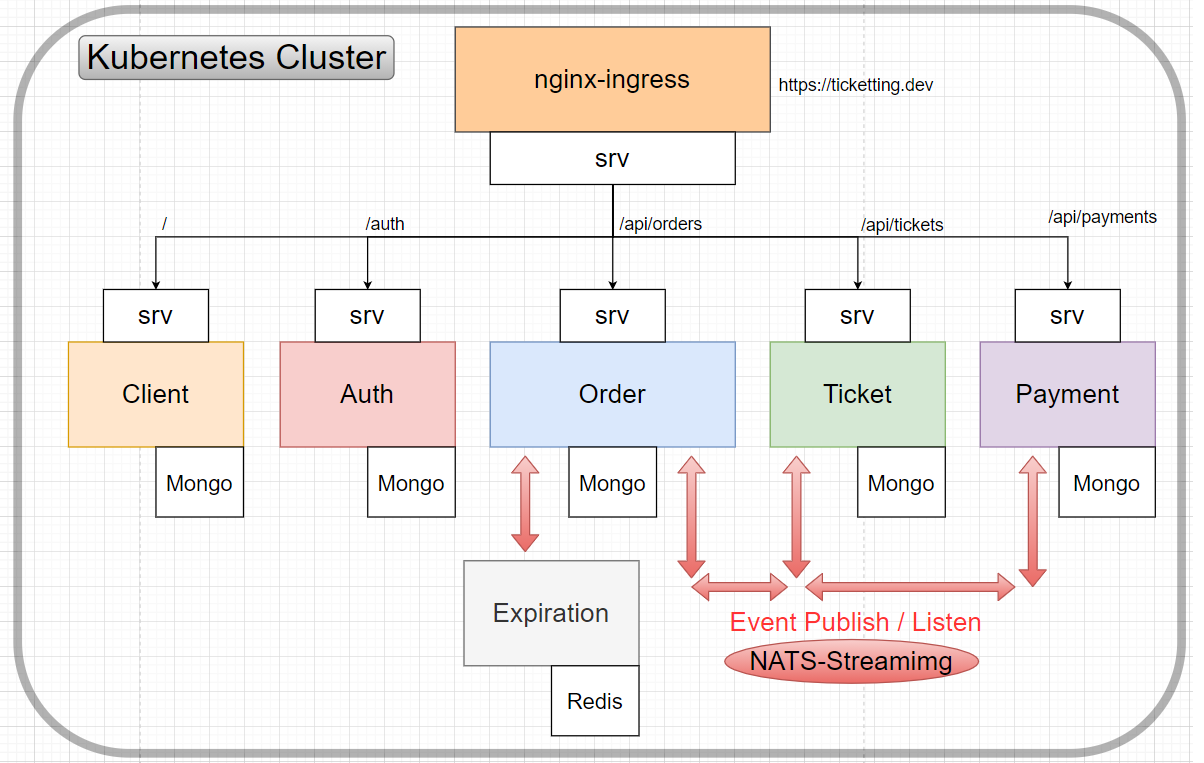 Kubernetes Cluster
nginx-ingress
https://ticketting.dev
srv
/
/auth
/api/orders
/api/tickets
/api/payments
srv
srv
srv
srv
srv
Client
Auth
Order
Ticket
Payment
Mongo
Mongo
Mongo
Mongo
Mongo
Expiration
Event Publish / Listen
NATS-Streamimg
Redis